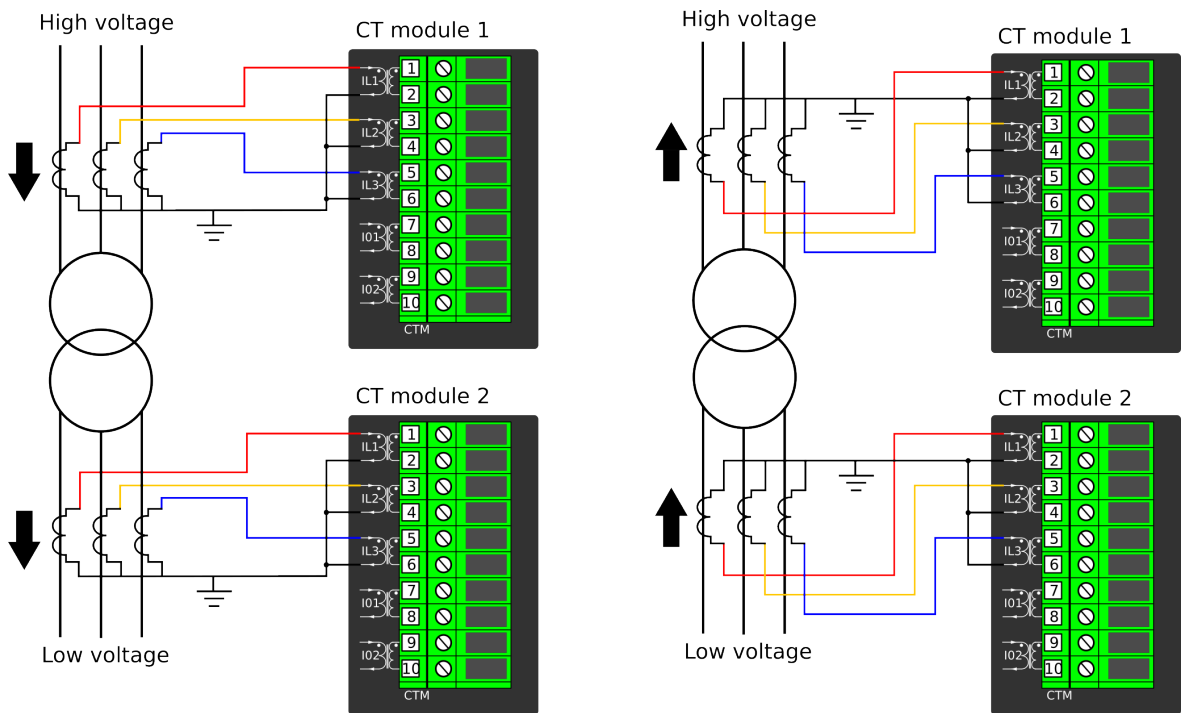 High voltage
CT module 1
IL1
1
2
IL2
3
4
IL3
5
6
I01
7
8
I02
9
10
CTM
Low voltage
CT module 2
IL1
1
2
IL2
3
4
IL3
5
6
I01
7
8
I02
9
10
CTM
High voltage
CT module 1
IL1
1
2
IL2
3
4
IL3
5
6
I01
7
8
I02
9
10
CTM
Low voltage
CT module 2
IL1
1
2
IL2
3
4
IL3
5
6
I01
7
8
I02
9
10
CTM